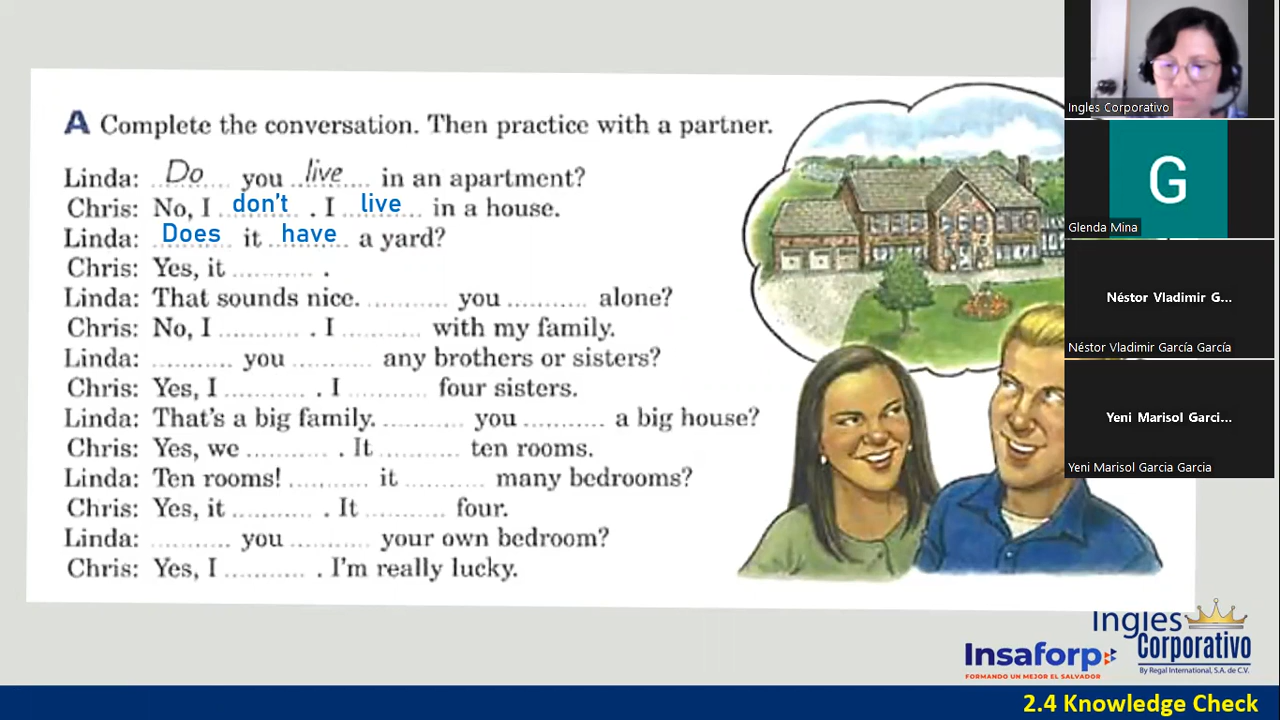 A Complete the conversation. Then practice with a partner.
Linda: Do you live in an apartment?
Chris: No, I don't. I live in a house.
Linda: Does it have a yard?
Chris: Yes, it .......... .
Linda: That sounds nice. .......... you .......... alone?
Chris: No, I .......... . I .......... with my family.
Linda: .......... you .......... any brothers or sisters?
Chris: Yes, I .......... . I .......... four sisters.
Linda: That's a big family. .......... you .......... a big house?
Chris: Yes, we .......... . It .......... ten rooms.
Linda: Ten rooms! .......... it .......... many bedrooms?
Chris: Yes, it .......... . It .......... four.
Linda: .......... you .......... your own bedroom?
Chris: Yes, I .......... . I'm really lucky.
Ingles Corporativo
G
Glenda Mina
Néstor Vladimir G...
Néstor Vladimir García García
Yeni Marisol Garci...
Yeni Marisol Garcia Garcia
Insaforp
FORMANDO UN MEJOR EL SALVADOR
Ingles
Corporativo
By Regal International, S.A. de C.V.
2.4 Knowledge Check